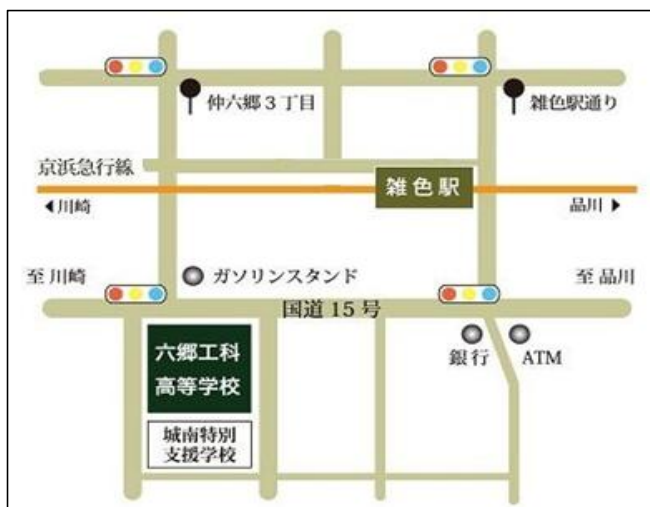 仲六郷3丁目
雑色駅通り
京浜急行線
雑色駅
◀川崎
品川▶
至 川崎
ガソリンスタンド
至 品川
国道 15 号
六郷工科
高等学校
銀行
ATM
城南特別
支援学校